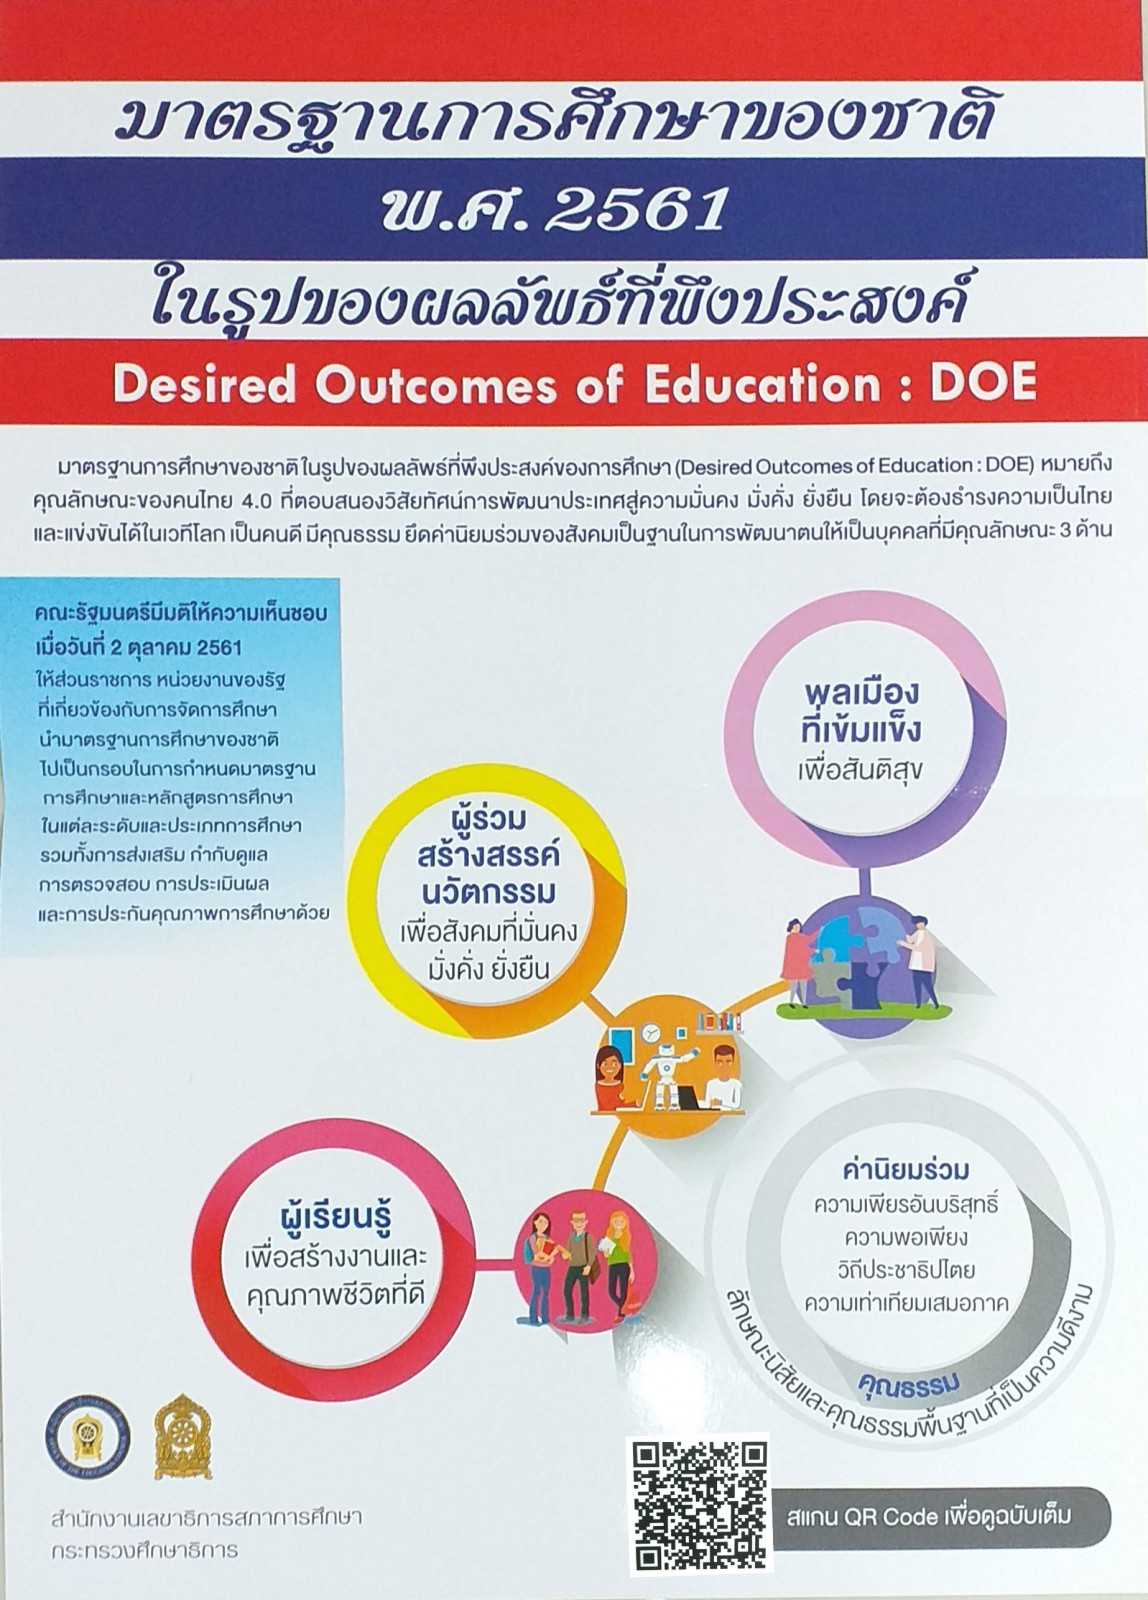 มาตรฐานการศึกษาของชาติ
พ.ศ. 2561
ในรูปของผลลัพธ์ที่พึงประสงค์
Desired Outcomes of Education : DOE
มาตรฐานการศึกษาของชาติ ในรูปของผลลัพธ์ที่พึงประสงค์ของการศึกษา (Desired Outcomes of Education : DOE) หมายถึง
คุณลักษณะของคนไทย 4.0 ที่ตอบสนองวิสัยทัศน์การพัฒนาประเทศสู่ความมั่นคง มั่งคั่ง ยั่งยืน โดยจะต้องธำรงความเป็นไทย
และแข่งขันได้ในเวทีโลก เป็นคนดี มีคุณธรรม ยึดค่านิยมร่วมของสังคมเป็นฐานในการพัฒนาตนให้เป็นบุคคลที่มีคุณลักษณะ 3 ด้าน
คณะรัฐมนตรีมีมติให้ความเห็นชอบ
เมื่อวันที่ 2 ตุลาคม 2561
ให้ส่วนราชการ หน่วยงานของรัฐ
ที่เกี่ยวข้องกับการจัดการศึกษา
นำมาตรฐานการศึกษาของชาติ
ไปเป็นกรอบในการกำหนดมาตรฐาน
การศึกษาและหลักสูตรการศึกษา
ในแต่ละระดับและประเภทการศึกษา
รวมทั้งการส่งเสริม กำกับดูแล
การตรวจสอบ การประเมินผล
และการประกันคุณภาพการศึกษาด้วย
พลเมือง
ที่เข้มแข็ง
เพื่อสันติสุข
ผู้ร่วม
สร้างสรรค์
นวัตกรรม
เพื่อสังคมที่มั่นคง
มั่งคั่ง ยั่งยืน
ผู้เรียนรู้
เพื่อสร้างงานและ
คุณภาพชีวิตที่ดี
ค่านิยมร่วม
ความเพียรอันบริสุทธิ์
ความพอเพียง
วิถีประชาธิปไตย
ความเท่าเทียมเสมอภาค
คุณธรรม
ลักษณะนิสัยและคุณธรรมพื้นฐานที่เป็นความดีงาม
สำนักงานเลขาธิการสภาการศึกษา
กระทรวงศึกษาธิการ
สแกน QR Code เพื่อดูฉบับเต็ม